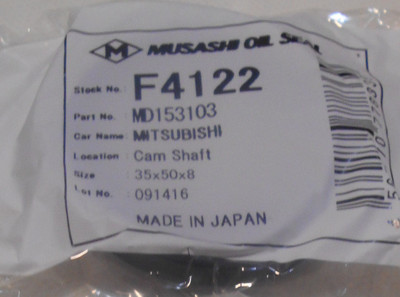 M MUSASHI OIL SEAL
Stock No.: F4122
Part No.: MD153103
Car Name: MITSUBISHI
Location : Cam Shaft
Size : 35x50x8
Lot No. : 091416
MADE IN JAPAN